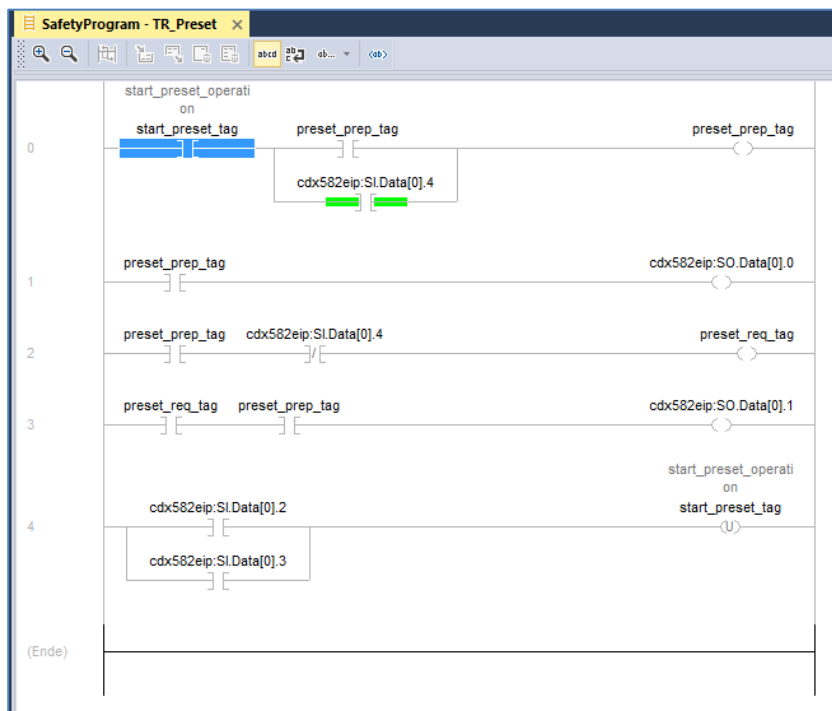 SafetyProgram - TR_Preset ×
abcd ab c ab... <ab>
start_preset_operati
on
start_preset_tag preset_prep_tag preset_prep_tag
0
cdx582eip:SI.Data[0].4
preset_prep_tag cdx582eip:SO.Data[0].0
1
preset_prep_tag cdx582eip:SI.Data[0].4 preset_req_tag
2
preset_req_tag preset_prep_tag cdx582eip:SO.Data[0].1
3
start_preset_operati
on
cdx582eip:SI.Data[0].2 start_preset_tag
4 U
cdx582eip:SI.Data[0].3
(Ende)